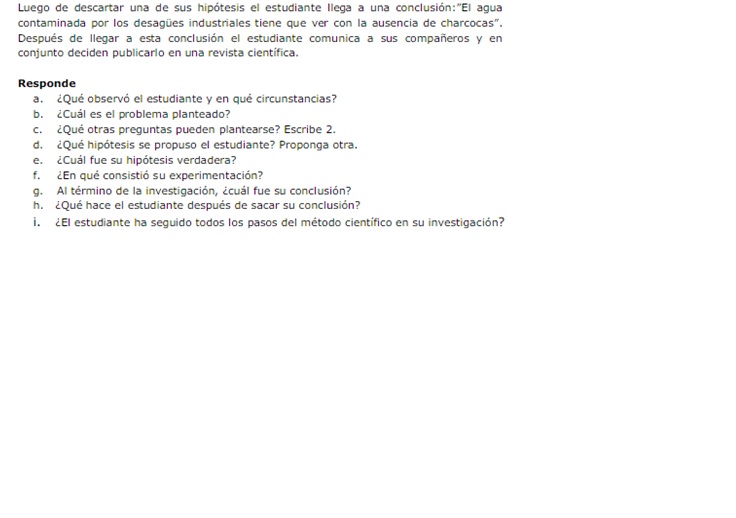 Luego de descartar una de sus hipótesis el estudiante llega a una conclusión:"El agua
contaminada por los desagües industriales tiene que ver con la ausencia de charcocas".
Después de llegar a esta conclusión el estudiante comunica a sus compañeros y en
conjunto deciden publicarlo en una revista científica.
Responde
a. ¿Qué observó el estudiante y en qué circunstancias?
b. ¿Cuál es el problema planteado?
c. ¿Qué otras preguntas pueden plantearse? Escribe 2.
d. ¿Qué hipótesis se propuso el estudiante? Proponga otra.
e. ¿Cuál fue su hipótesis verdadera?
f. ¿En qué consistió su experimentación?
g. Al término de la investigación, ¿cuál fue su conclusión?
h. ¿Qué hace el estudiante después de sacar su conclusión?
i. ¿El estudiante ha seguido todos los pasos del método científico en su investigación?